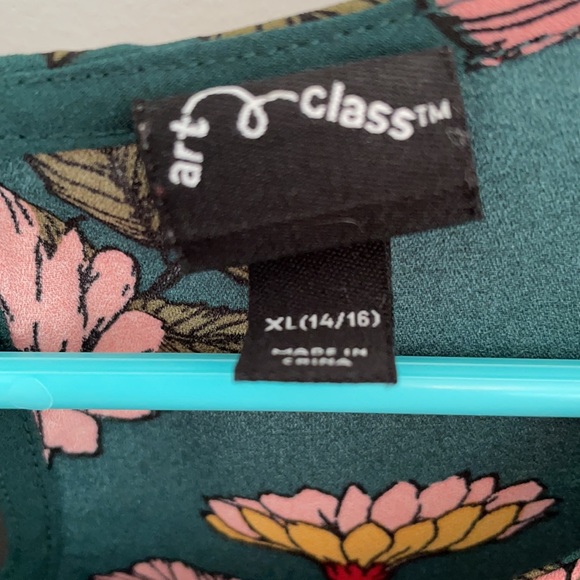 art class™
XL(14/16)
MADE IN
CHINA